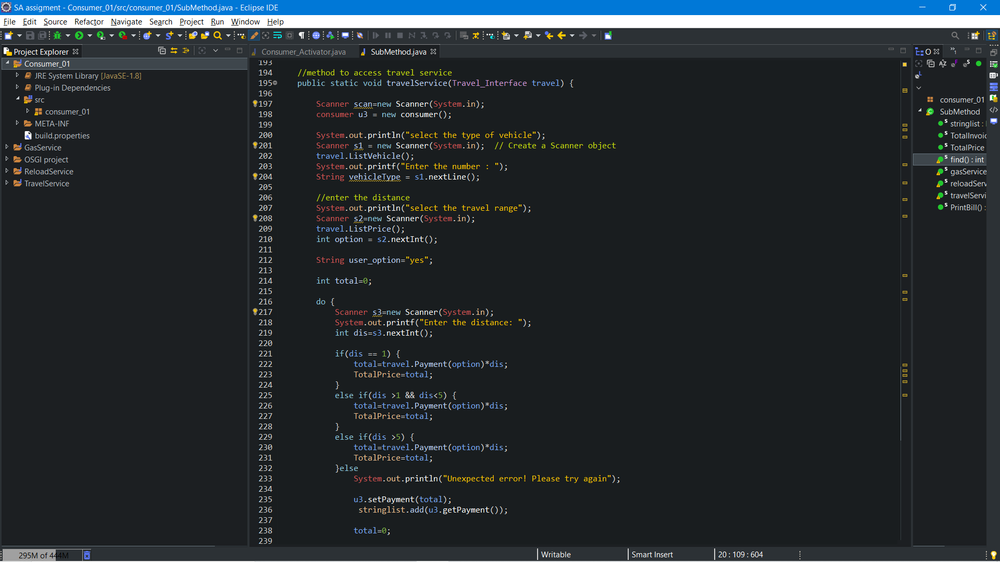 SA assigment - Consumer_01/src/consumer_01/SubMethod.java - Eclipse IDE
File Edit Source Refactor Navigate Search Project Run Window Help
Project Explorer
Consumer_01
JRE System Library [JavaSE-1.8]
Plug-in Dependencies
src
consumer_01
META-INF
build.properties
GasService
OSGI project
ReloadService
TravelService
Consumer_Activator.java SubMethod.java
193
194 //method to access travel service
195 public static void travelService(Travel_Interface travel) {
196
197 Scanner scan=new Scanner(System.in);
198 consumer u3 = new consumer();
199
200 System.out.println("select the type of vehicle");
201 Scanner s1 = new Scanner(System.in); // Create a Scanner object
202 travel.ListVehicle();
203 System.out.printf("Enter the number : ");
204 String vehicleType = s1.nextLine();
205
206 //enter the distance
207 System.out.println("select the travel range");
208 Scanner s2=new Scanner(System.in);
209 travel.ListPrice();
210 int option = s2.nextInt();
211
212 String user_option="yes";
213
214 int total=0;
215
216 do {
217 Scanner s3=new Scanner(System.in);
218 System.out.printf("Enter the distance: ");
219 int dis=s3.nextInt();
220
221 if(dis == 1) {
222 total=travel.Payment(option)*dis;
223 TotalPrice=total;
224 }
225 else if(dis >1 && dis<5) {
226 total=travel.Payment(option)*dis;
227 TotalPrice=total;
228 }
229 else if(dis >5) {
230 total=travel.Payment(option)*dis;
231 TotalPrice=total;
232 }else
233 System.out.println("Unexpected error! Please try again");
234
235 u3.setPayment(total);
236 stringlist.add(u3.getPayment());
237
238 total=0;
239
O
consumer_01
SubMethod
stringlist :
TotalInvoic
TotalPrice
find() : int
gasService
reloadServ
travelServi
PrintBill() :
295M of 444M
Writable
Smart Insert
20 : 109 : 604